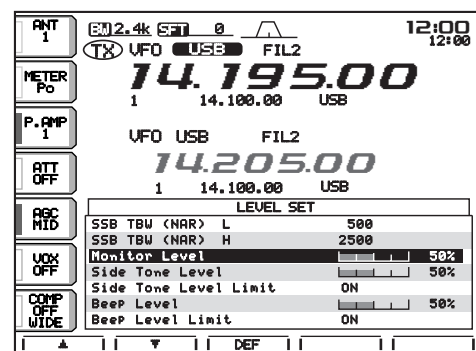 ANT
1
BW 2.4k SFT 0
12:00
12:00
TX VFO USB FIL2
14.195.00
1 14.100.00 USB
METER
Po
P.AMP
1
VFO USB FIL2
14.205.00
1 14.100.00 USB
ATT
OFF
AGC
MID
VOX
OFF
COMP
OFF
WIDE
LEVEL SET
SSB TBW (NAR) L 500
SSB TBW (NAR) H 2500
Monitor Level 50%
Side Tone Level 50%
Side Tone Level Limit ON
Beep Level 50%
Beep Level Limit ON
▲ ▼ DEF